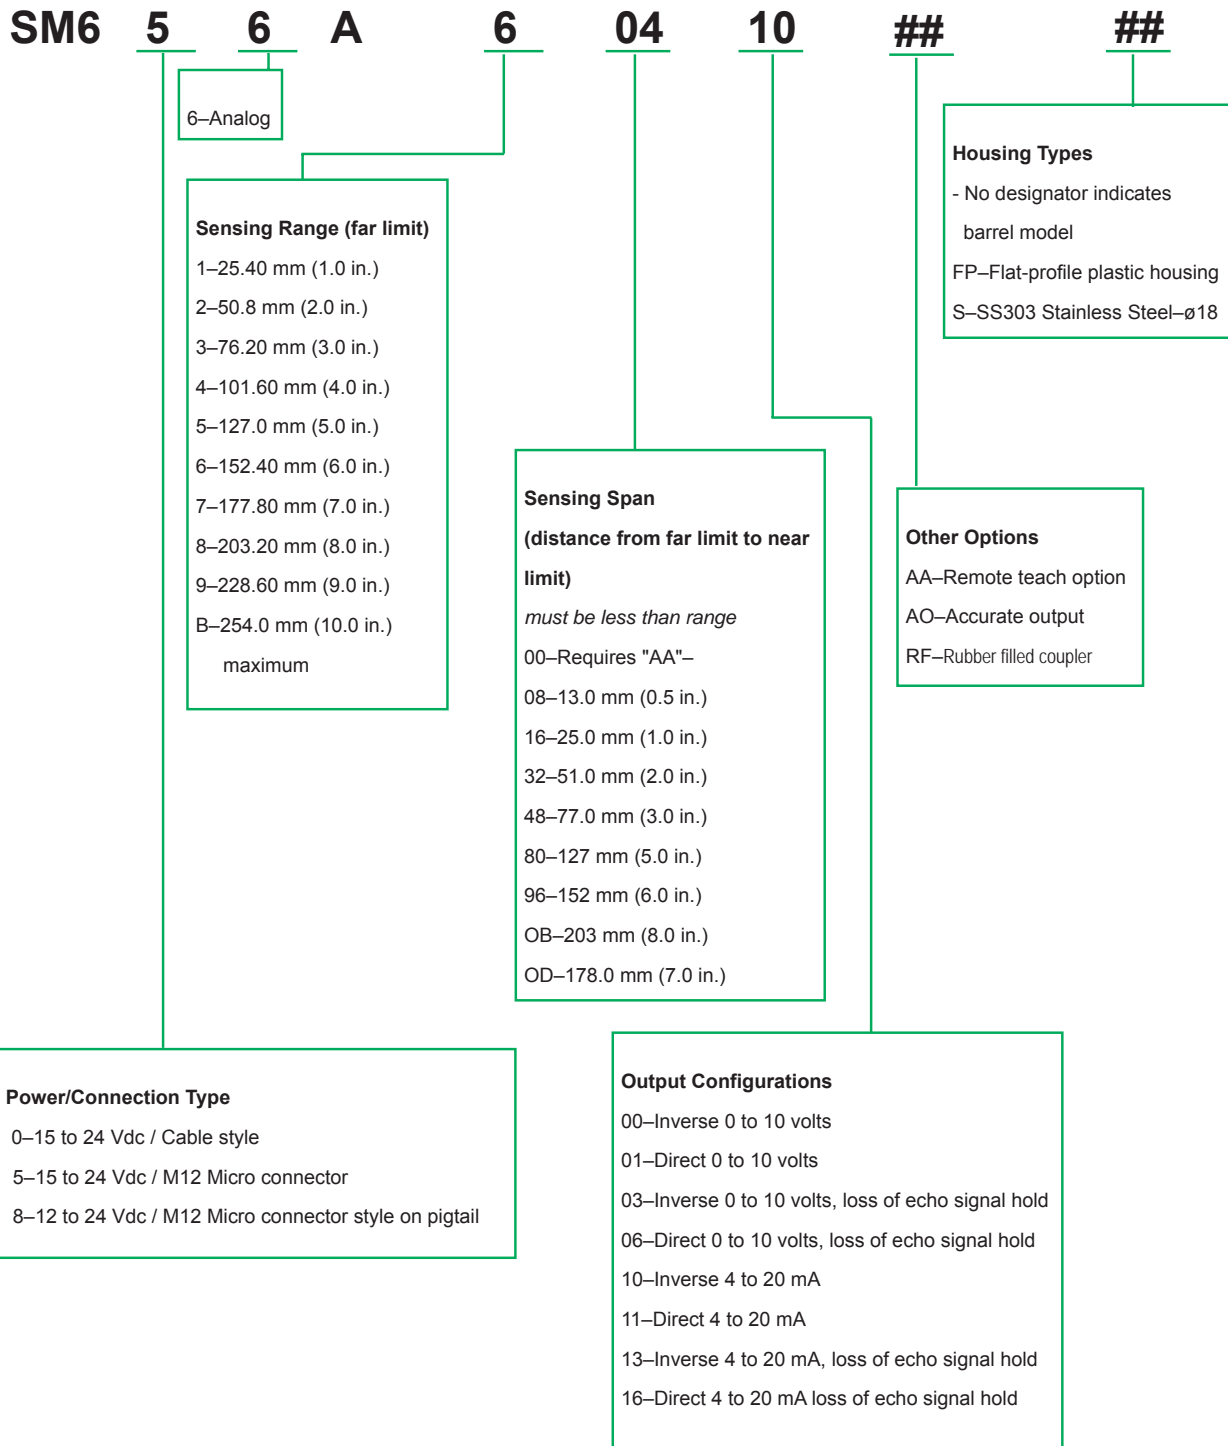 SM6 5 6 A 6 04 10 ## ##
6–Analog
Housing Types
- No designator indicates
barrel model
FP–Flat-profile plastic housing
S–SS303 Stainless Steel–ø18
Sensing Range (far limit)
1–25.40 mm (1.0 in.)
2–50.8 mm (2.0 in.)
3–76.20 mm (3.0 in.)
4–101.60 mm (4.0 in.)
5–127.0 mm (5.0 in.)
6–152.40 mm (6.0 in.)
7–177.80 mm (7.0 in.)
8–203.20 mm (8.0 in.)
9–228.60 mm (9.0 in.)
B–254.0 mm (10.0 in.)
maximum
Sensing Span
(distance from far limit to near
limit)
must be less than range
00–Requires "AA"–
08–13.0 mm (0.5 in.)
16–25.0 mm (1.0 in.)
32–51.0 mm (2.0 in.)
48–77.0 mm (3.0 in.)
80–127 mm (5.0 in.)
96–152 mm (6.0 in.)
OB–203 mm (8.0 in.)
OD–178.0 mm (7.0 in.)
Other Options
AA–Remote teach option
AO–Accurate output
RF–Rubber filled coupler
Power/Connection Type
0–15 to 24 Vdc / Cable style
5–15 to 24 Vdc / M12 Micro connector
8–12 to 24 Vdc / M12 Micro connector style on pigtail
Output Configurations
00–Inverse 0 to 10 volts
01–Direct 0 to 10 volts
03–Inverse 0 to 10 volts, loss of echo signal hold
06–Direct 0 to 10 volts, loss of echo signal hold
10–Inverse 4 to 20 mA
11–Direct 4 to 20 mA
13–Inverse 4 to 20 mA, loss of echo signal hold
16–Direct 4 to 20 mA loss of echo signal hold